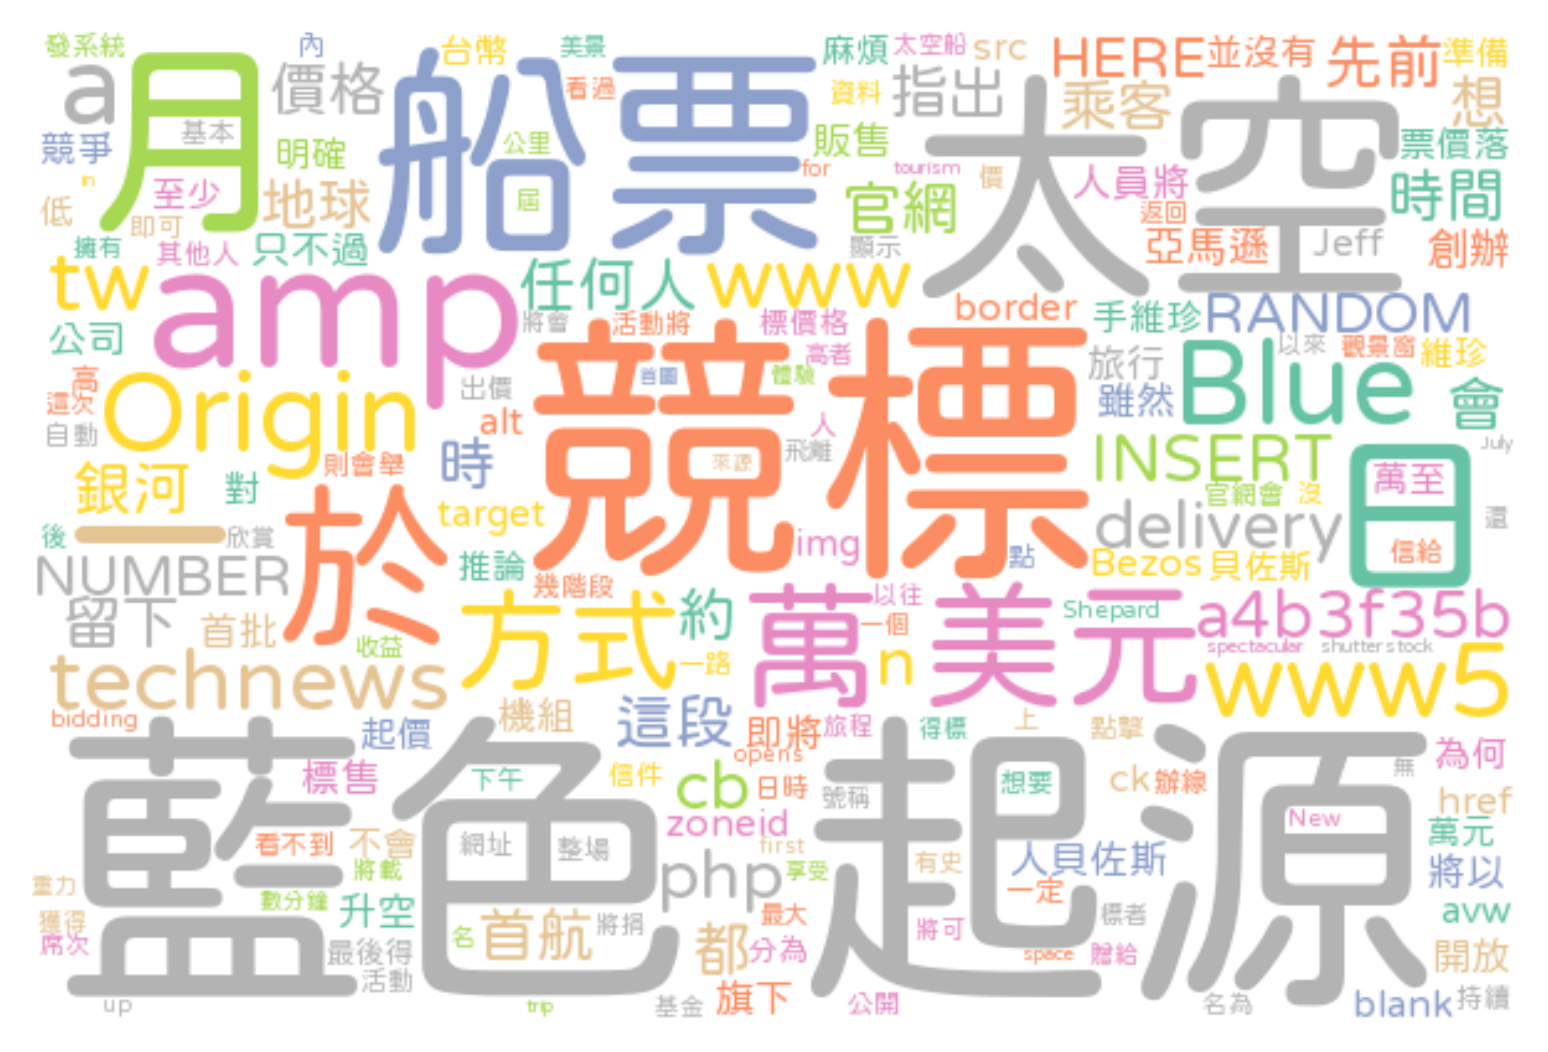 發系統 內 台幣 美景 麻煩 太空船 src HERE 並沒有 先前 準備
a 月 價格 船票 看過 資料 指出 乘客 太空 想
競爭 基本 明確 公里 販售 for tourism 價 人員將 票價落
in 至少 地球 屆 官網 返回 時間
低 即可 擁有 其他人 只不過 顯示 亞馬遜 Jeff 創辦
tw amp 任何人 www border 手維珍 RANDOM
公司 將會 活動將 標價格 旅行 以來 觀景窗 維珍
高 這次 Origin 出價 首圖 體驗 高者 競標 雖然 Blue 會
自動 alt 人 飛離 INSERT July
銀河 對 則會舉 時 來源 官網會 沒 日 萬至
後 一 欣賞 於 target img delivery 信給 還
NUMBER 推論 幾階段 點 Bezos 貝佐斯
留下 首批 收益 方式 約 萬 以往 一個 美元 Shepard a4b3f35b
technews 一路 n spectacular shutterstock www5
bidding 起價 機組 這段 即將 旅程 得標 上 點擊 為何
標售 下午 信件 opens cb 日時 號稱 想要 ck 辦線 無 href
藍色起源
看不到 不會 網址 整場 zoneid first New 萬元
重力 將載 php 享受 有史 人貝佐斯 將以
獲得 數分鐘 升空 最大 一定 標者 avw
席次 最後得 名 首航 將捐 都 分為 將可 space 贈給 開放
up 活動 trip 基金 旗下 公開 名為 blank 持續